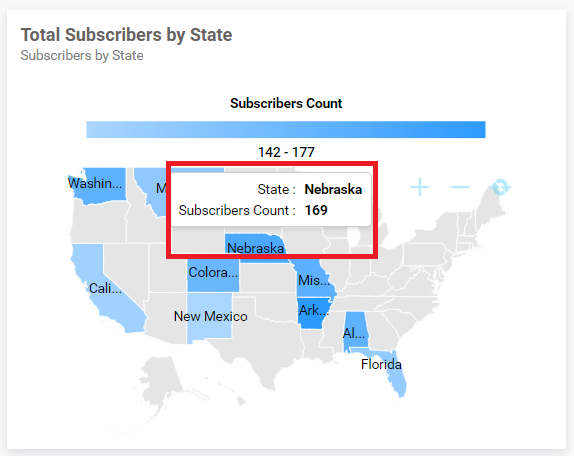 Total Subscribers by State
Subscribers by State
Subscribers Count
142 - 177
Washin...
M
State : Nebraska
Subscribers Count : 169
Nebraska
Colora...
Cali...
Mis...
New Mexico
Ark...
Al...
Florida